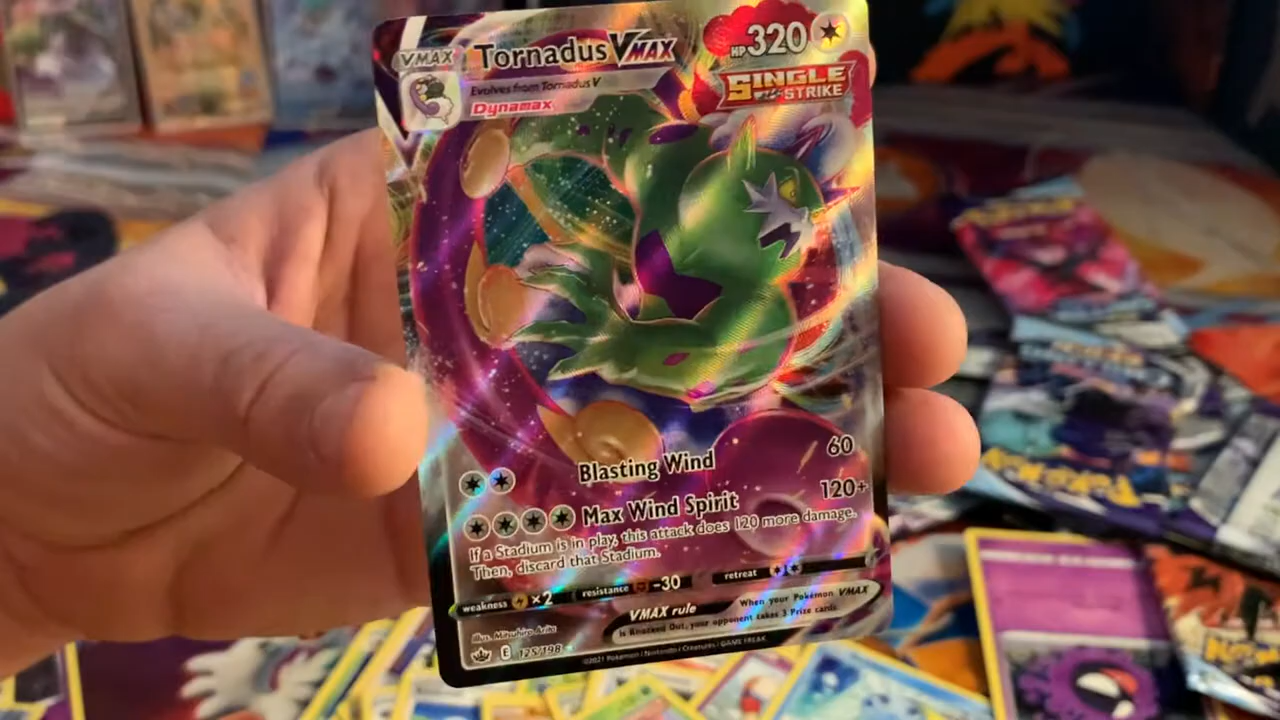 VMAX
Tornadus VMAX
HP 320
Evolves from Tornadus V
Dynamax
SINGLE STRIKE
Blasting Wind 60
Max Wind Spirit 120+
If a Stadium is in play, this attack does 120 more damage.
Then, discard that Stadium.
weakness ×2 resistance -30 retreat
VMAX rule When your Pokémon VMAX
is Knocked Out, your opponent takes 3 Prize cards.
Illus. Mitsuhiro Arita
E 125/198
©2021 Pokémon / Nintendo / Creatures / GAME FREAK